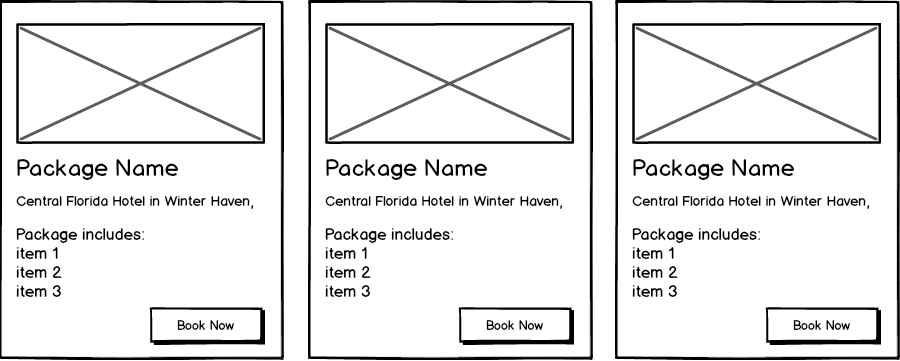 Package Name
Central Florida Hotel in Winter Haven,
Package includes:
item 1
item 2
item 3
Book Now
Package Name
Central Florida Hotel in Winter Haven,
Package includes:
item 1
item 2
item 3
Book Now
Package Name
Central Florida Hotel in Winter Haven,
Package includes:
item 1
item 2
item 3
Book Now